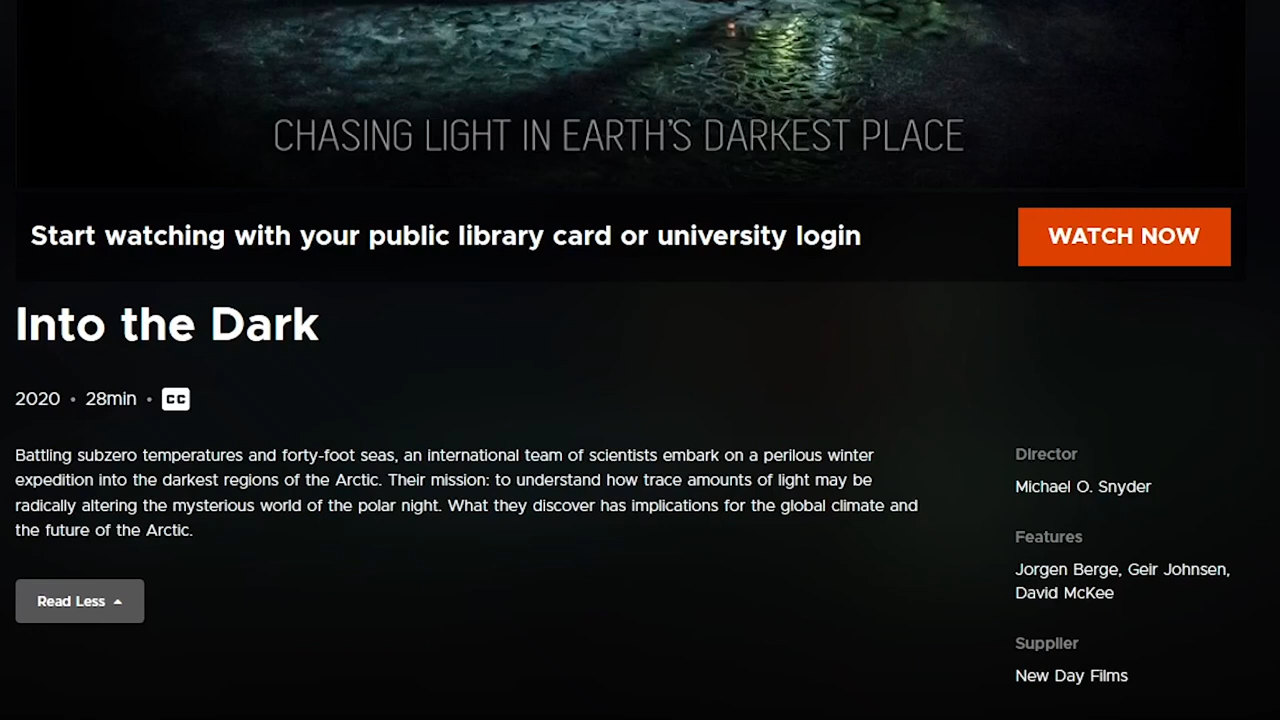 CHASING LIGHT IN EARTH'S DARKEST PLACE
Start watching with your public library card or university login
WATCH NOW
Into the Dark
2020 • 28min • CC
Battling subzero temperatures and forty-foot seas, an international team of scientists embark on a perilous winter
expedition into the darkest regions of the Arctic. Their mission: to understand how trace amounts of light may be
radically altering the mysterious world of the polar night. What they discover has implications for the global climate and
the future of the Arctic.
Read Less
Director
Michael O. Snyder
Features
Jorgen Berge, Geir Johnsen,
David McKee
Supplier
New Day Films